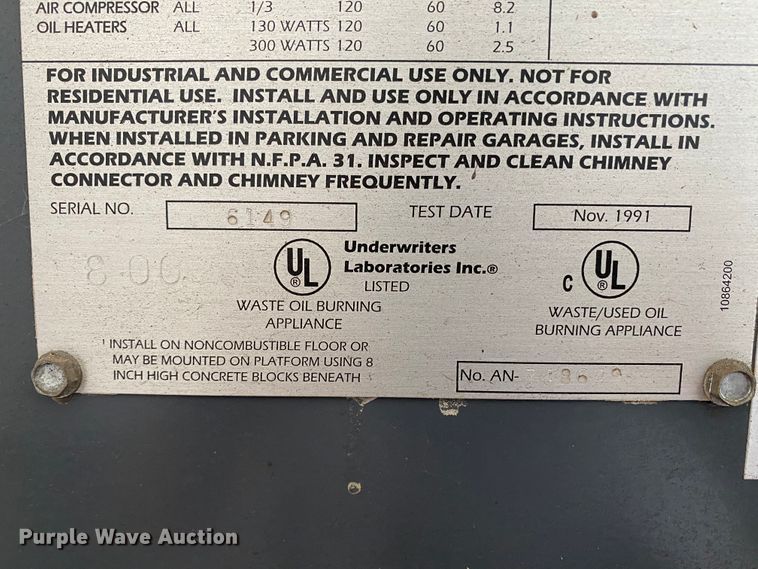 AIR COMPRESSOR ALL 1/3 120 60 8.2
OIL HEATERS ALL 130 WATTS 120 60 1.1
300 WATTS 120 60 2.5
FOR INDUSTRIAL AND COMMERCIAL USE ONLY. NOT FOR
RESIDENTIAL USE. INSTALL AND USE ONLY IN ACCORDANCE WITH
MANUFACTURER'S INSTALLATION AND OPERATING INSTRUCTIONS.
WHEN INSTALLED IN PARKING AND REPAIR GARAGES, INSTALL IN
ACCORDANCE WITH N.F.P.A. 31. INSPECT AND CLEAN CHIMNEY
CONNECTOR AND CHIMNEY FREQUENTLY.
SERIAL NO. 6149 TEST DATE Nov. 1991
UL ® Underwriters
Laboratories Inc.®
LISTED
WASTE OIL BURNING
APPLIANCE
C UL ®
WASTE/USED OIL
BURNING APPLIANCE
10864200
INSTALL ON NONCOMBUSTIBLE FLOOR OR
MAY BE MOUNTED ON PLATFORM USING 8
INCH HIGH CONCRETE BLOCKS BENEATH
No. AN-
Purple Wave Auction